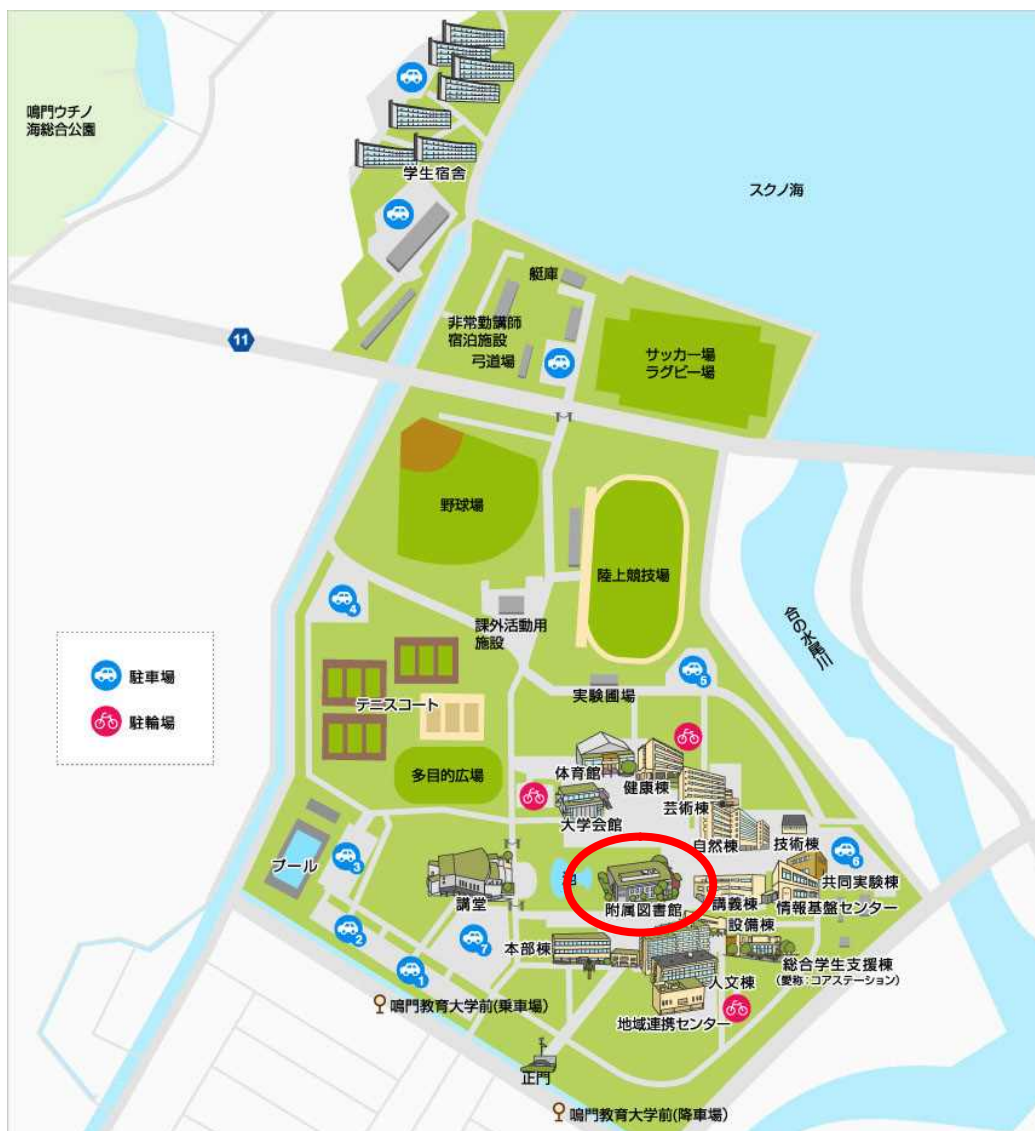 鳴門ウチノ
海総合公園
学生宿舎
スクノ海
艇庫
非常勤講師
宿泊施設
弓道場
11
サッカー場
ラグビー場
野球場
陸上競技場
4
課外活動用
施設
合の水尾川
駐車場
駐輪場
テニスコート
5
実験圃場
多目的広場
体育館
健康棟
芸術棟
大学会館
自然棟
技術棟
6
プール
3
講堂
池
附属図書館
講義棟
共同実験棟
情報基盤センター
設備棟
2
7
本部棟
総合学生支援棟
(愛称:コアステーション)
1
人文棟
鳴門教育大学前(乗車場)
地域連携センター
正門
鳴門教育大学前(降車場)